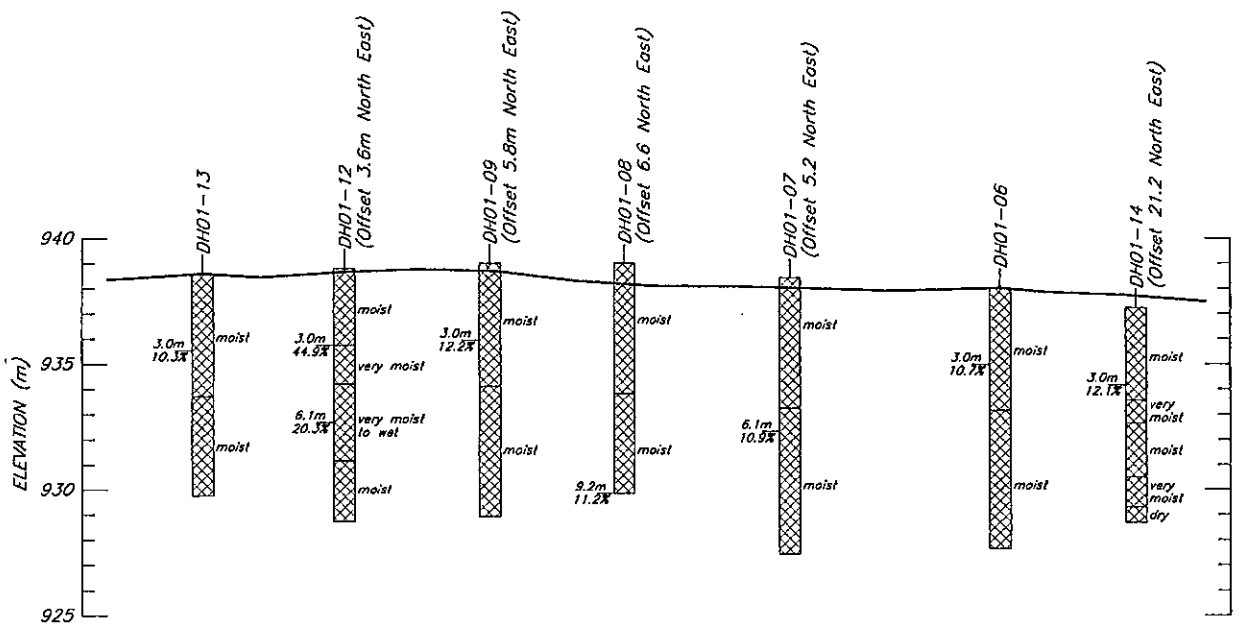 DH01-13
DH01-12
(Offset 3.6m North East)
DH01-09
(Offset 5.8m North East)
DH01-08
(Offset 6.6 North East)
DH01-07
(Offset 5.2 North East)
DH01-06
DH01-14
(Offset 21.2 North East)
ELEVATION (m)
940
935
930
925
3.0m
10.3%
moist
moist
3.0m
44.9%
6.1m
20.3%
moist
very moist
very moist
to wet
moist
3.0m
12.2%
moist
moist
9.2m
11.2%
moist
moist
6.1m
10.9%
moist
moist
3.0m
10.7%
moist
moist
3.0m
12.1%
moist
very
moist
moist
very
moist
dry